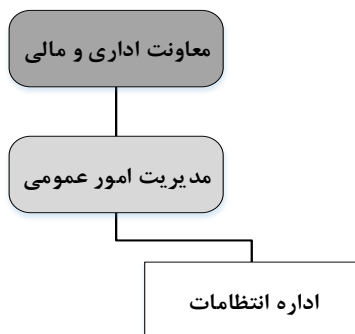 معاونت اداری و مالی
مدیریت امور عمومی
اداره انتظامات